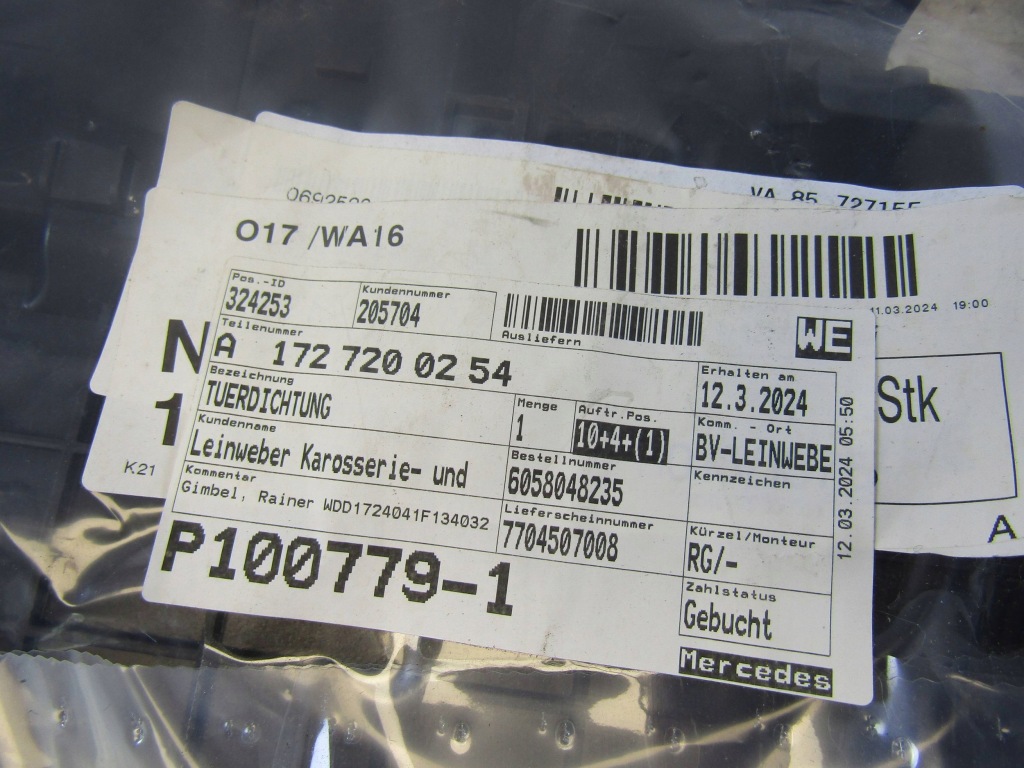 VA 85
O17 /WA16
11.03.2024 19:00
Pos.-ID
324253
Kundennummer
205704
Ausliefern
WE
Teilenummer
A 172 720 02 54
Erhalten am
12.3.2024
Bezeichnung
TUERDICHTUNG
Menge
1
Auftr.Pos.
10+4+(1)
Komm. - Ort
BV-LEINWEBE
Kundenname
Leinweber Karosserie- und
Bestellnummer
6058048235
Kennzeichen
Kommentar
Gimbel, Rainer WDD1724041F134032
Lieferscheinnummer
7704507008
Kürzel/Monteur
RG/-
P100779-1
Zahlstatus
Gebucht
Mercedes
12.03.2024 05:50
Stk
K21
A